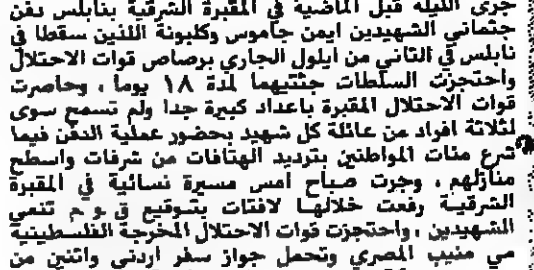 جرى الليلة قبل الماضية في المقبرة الشرقية بنابلس دفن
جثماني الشهيدين ايمن جاموس وكلبونة اللذين سقطا في
نابلس في الثاني من ايلول الجاري برصاص قوات الاحتلال
واحتجزت السلطات جثتيهما لمدة ١٨ يوما ، وحاصرت
قوات الاحتلال المقبرة باعداد كبيرة جدا ولم تسمح سوى
لثلاثة افراد من عائلة كل شهيد بحضور عملية الدفن فيما
شرع مئات المواطنين بترديد الهتافات من شرفات واسطح
منازلهم . وجرت صباح امس مسيرة نسائية في المقبرة
الشرقية رفعت خلالها لافتات بتوقيع ق و م تنعي
الشهيدين . واحتجزت قوات الاحتلال المخرجة الفلسطينية
مي منيب المصري وتحمل جواز سفر اردني واثنين من